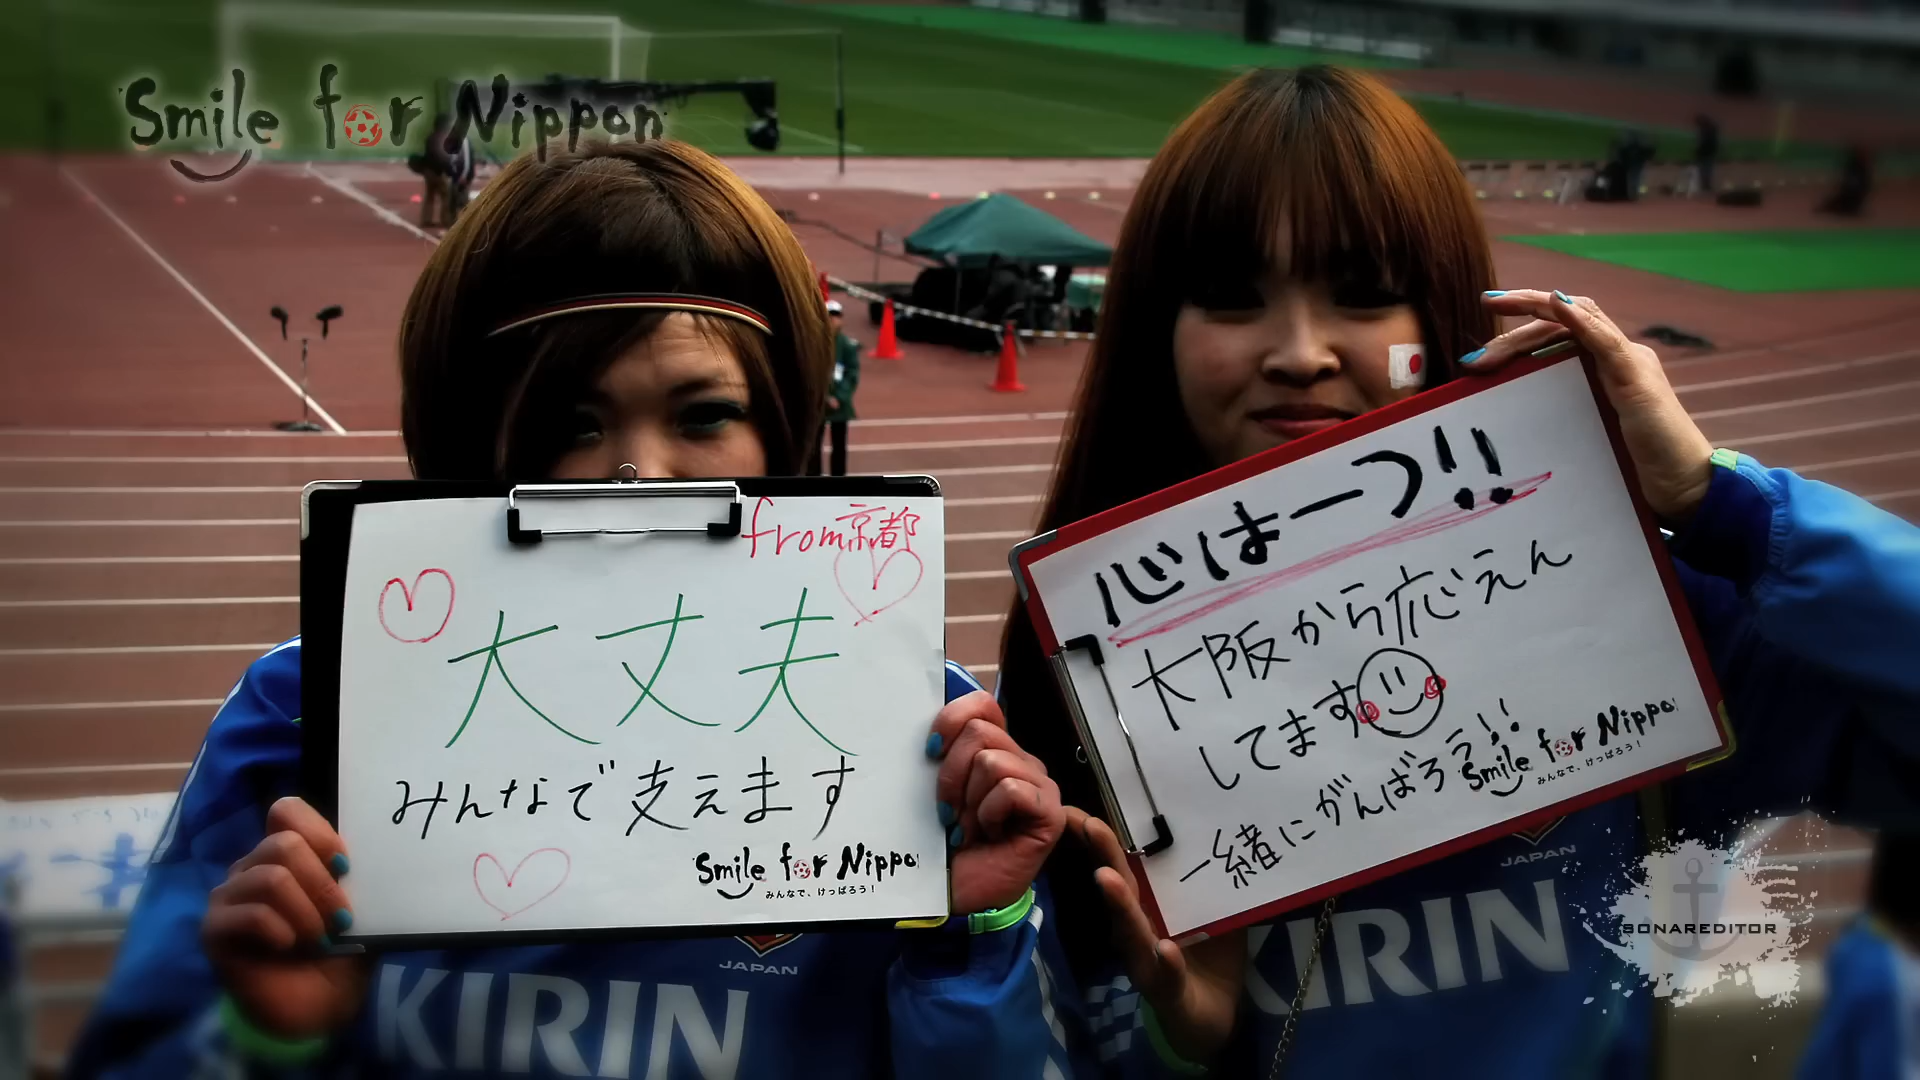 Smile for Nippon
from京都
大丈夫
みんなで支えます
Smile for Nippo
みんなで、けっぱろう！
JAPAN
KIRIN
心は一つ!!
大阪から応えん
してます
一緒にがんばろう!!
Smile for Nippo
みんなで、けっぱろう！
JAPAN
KIRIN
SONAREDITOR